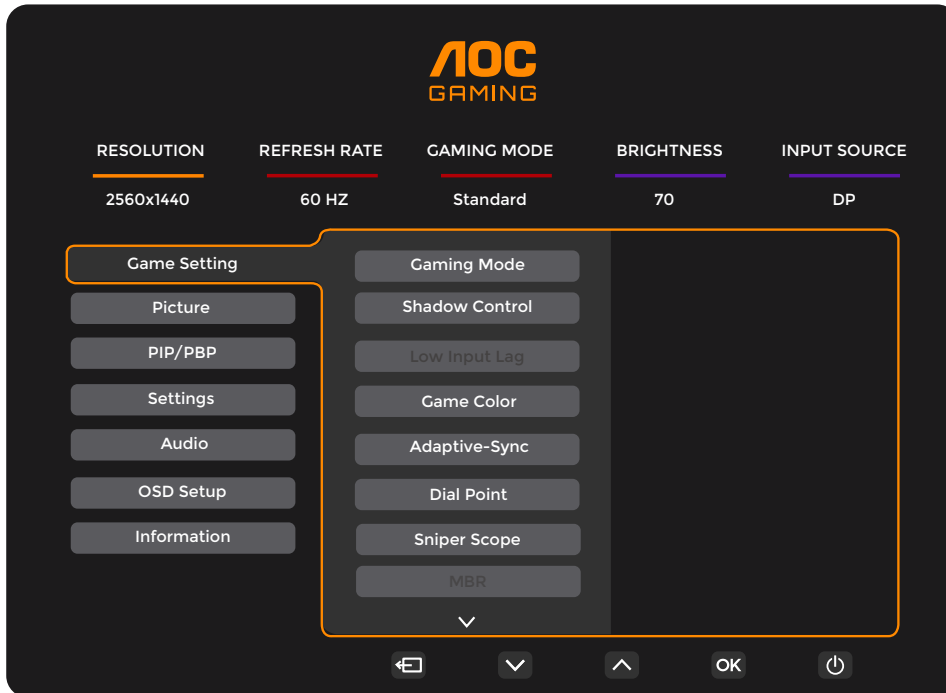 AOC
GAMING
RESOLUTION REFRESH RATE GAMING MODE BRIGHTNESS INPUT SOURCE
2560x1440 60 HZ Standard 70 DP
Game Setting
Picture
PIP/PBP
Settings
Audio
OSD Setup
Information
Gaming Mode
Shadow Control
Low Input Lag
Game Color
Adaptive-Sync
Dial Point
Sniper Scope
MBR
OK